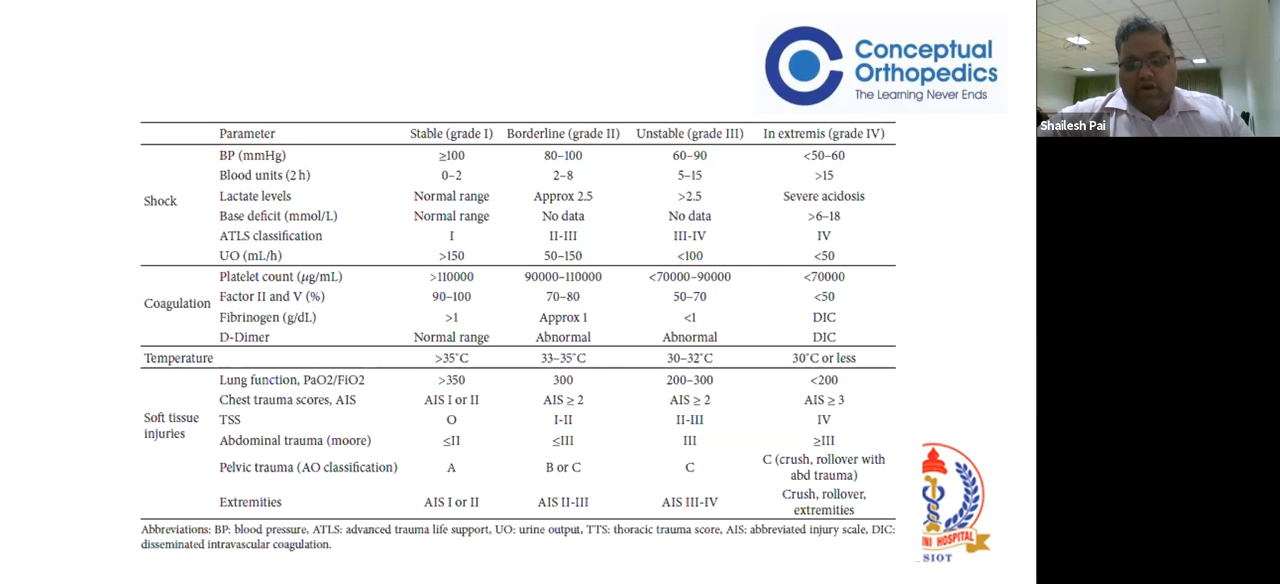 Conceptual
Orthopedics
The Learning Never Ends
Shailesh Pai
Parameter Stable (grade I) Borderline (grade II) Unstable (grade III) In extremis (grade IV)
Shock
BP (mmHg) ≥100 80–100 60–90 <50–60
Blood units (2 h) 0–2 2–8 5–15 >15
Lactate levels Normal range Approx 2.5 >2.5 Severe acidosis
Base deficit (mmol/L) Normal range No data No data >6–18
ATLS classification I II-III III-IV IV
UO (mL/h) >150 50–150 <100 <50
Coagulation
Platelet count (μg/mL) >110000 90000–110000 <70000–90000 <70000
Factor II and V (%) 90–100 70–80 50–70 <50
Fibrinogen (g/dL) >1 Approx 1 <1 DIC
D-Dimer Normal range Abnormal Abnormal DIC
Temperature >35°C 33–35°C 30–32°C 30°C or less
Soft tissue
injuries
Lung function, PaO2/FiO2 >350 300 200–300 <200
Chest trauma scores, AIS AIS I or II AIS ≥ 2 AIS ≥ 2 AIS ≥ 3
TSS O I-II II-III IV
Abdominal trauma (moore) ≤II ≤III III ≥III
Pelvic trauma (AO classification) A B or C C C (crush, rollover with
abd trauma)
Extremities AIS I or II AIS II-III AIS III-IV Crush, rollover,
extremities
Abbreviations: BP: blood pressure, ATLS: advanced trauma life support, UO: urine output, TTS: thoracic trauma score, AIS: abbreviated injury scale, DIC:
disseminated intravascular coagulation.
HOSPITAL
SIOT